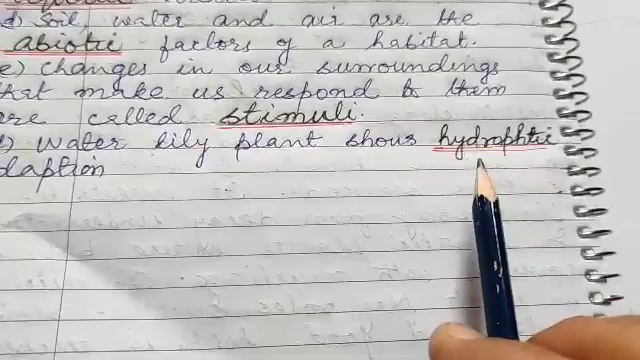 d) Soil, water and air are the
abiotic factors of a habitat.
e) Changes in our surroundings
that make us respond to them
are called stimuli.
) Water lily plant shows hydrophtic
daption